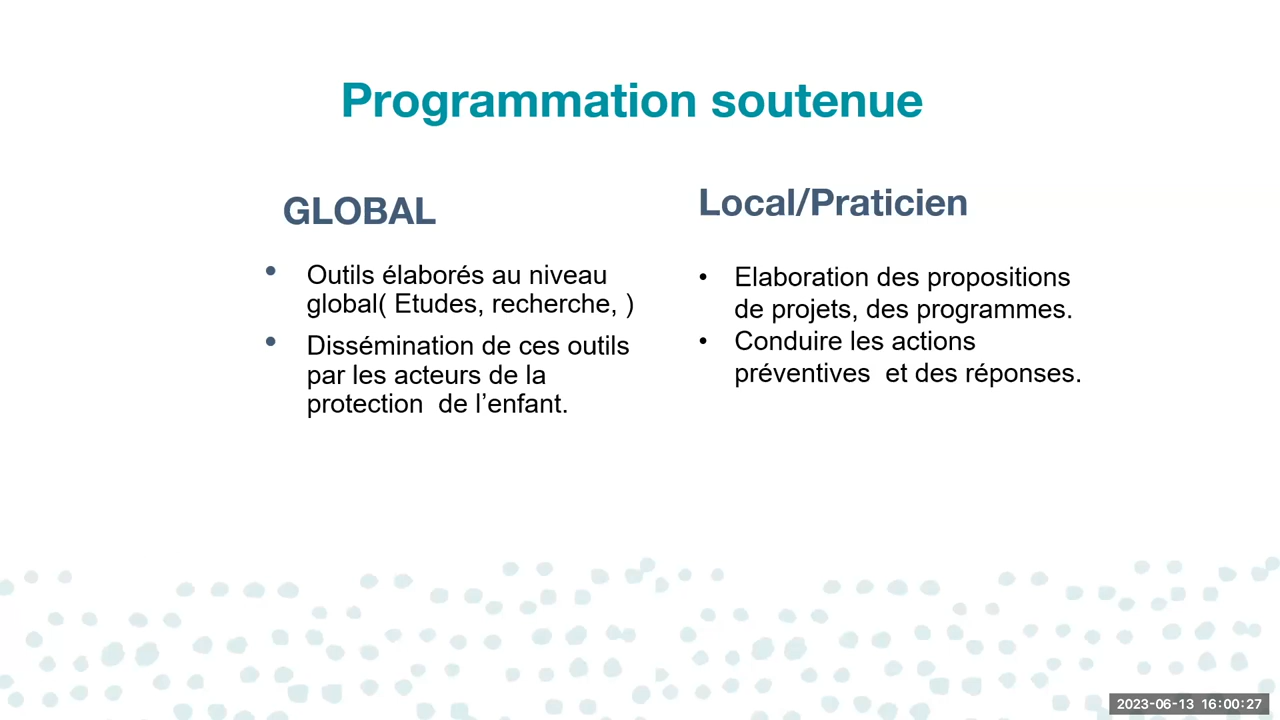 Programmation soutenue
GLOBAL
• Outils élaborés au niveau
global( Etudes, recherche, )
• Dissémination de ces outils
par les acteurs de la
protection  de l’enfant.
Local/Praticien
• Elaboration des propositions
de projets, des programmes.
• Conduire les actions
préventives  et des réponses.
2023-06-13 16:00:27